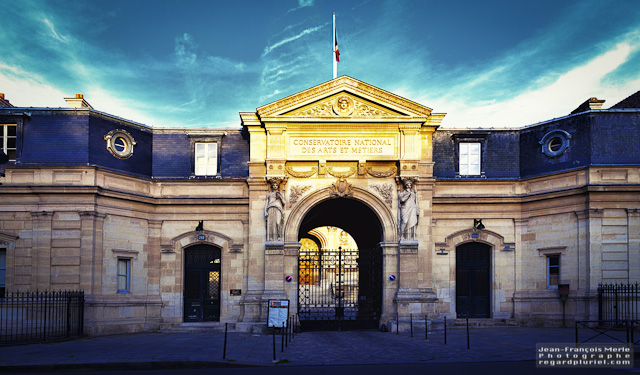 CONSERVATOIRE NATIONAL
DES ARTS ET METIERS
Jean-François Merle
Photographe
regardpluriel.com